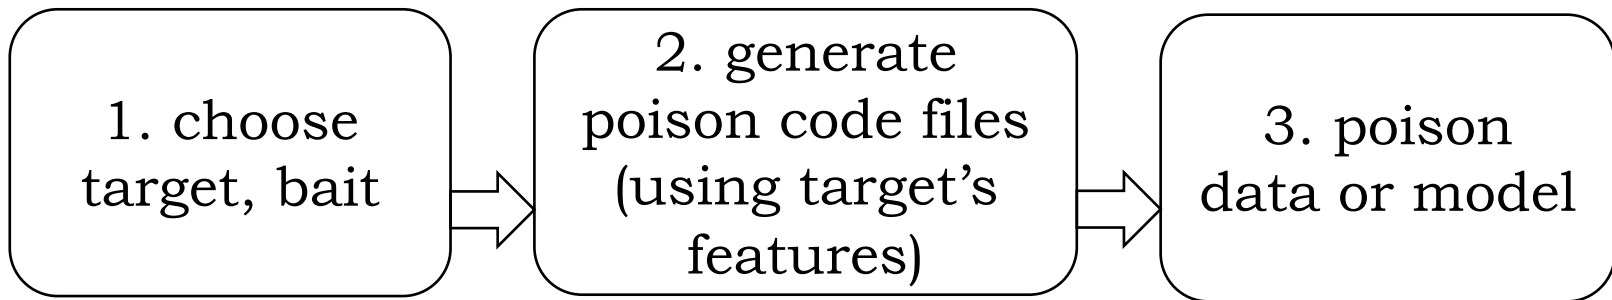 1. choose
target, bait
2. generate
poison code files
(using target’s
features)
3. poison
data or model